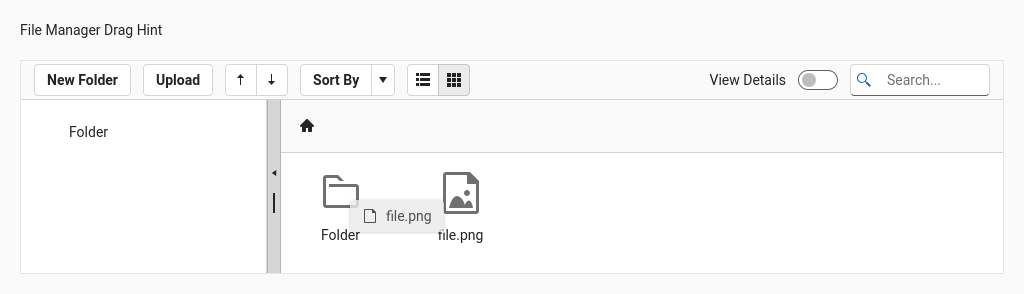 File Manager Drag Hint
New Folder Upload Sort By View Details Search...
Folder
file.png
Folder file.png